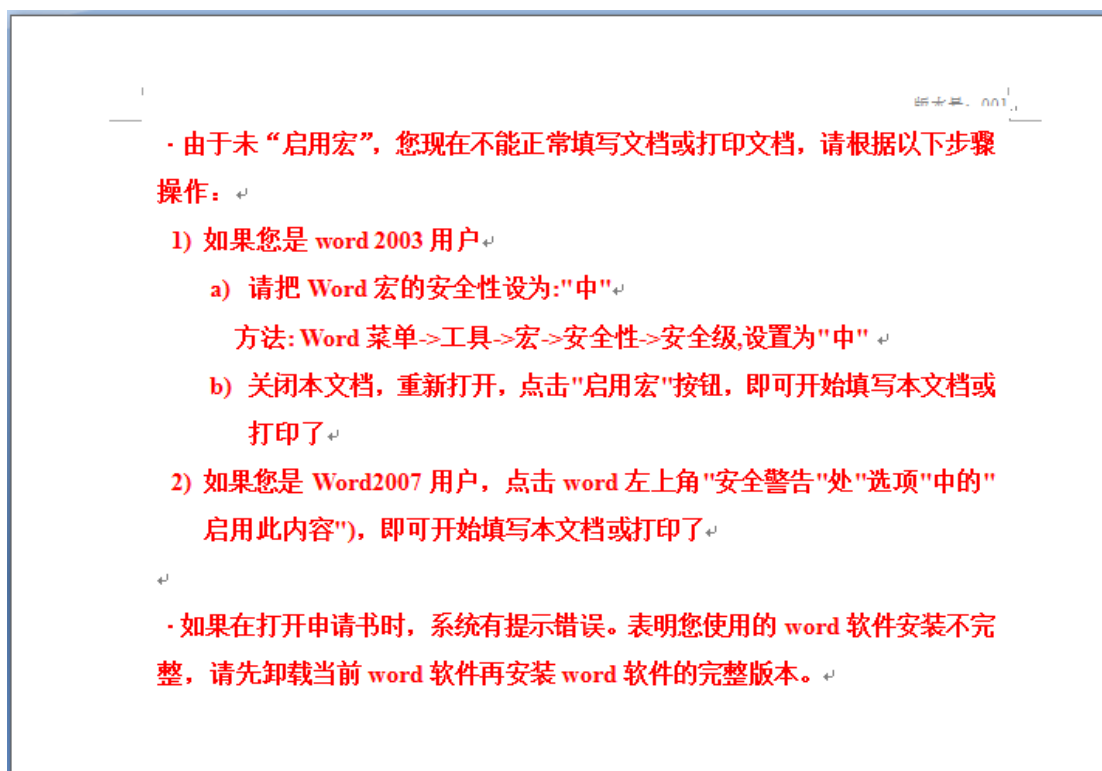 版本号：001
·由于未“启用宏”，您现在不能正常填写文档或打印文档，请根据以下步骤
操作：
1) 如果您是 word 2003 用户
a) 请把 Word 宏的安全性设为:"中"
方法: Word 菜单->工具->宏->安全性->安全级,设置为"中"
b) 关闭本文档，重新打开，点击"启用宏"按钮，即可开始填写本文档或
打印了
2) 如果您是 Word2007 用户，点击 word 左上角"安全警告"处"选项"中的"
启用此内容")，即可开始填写本文档或打印了
·如果在打开申请书时，系统有提示错误。表明您使用的 word 软件安装不完
整，请先卸载当前 word 软件再安装 word 软件的完整版本。